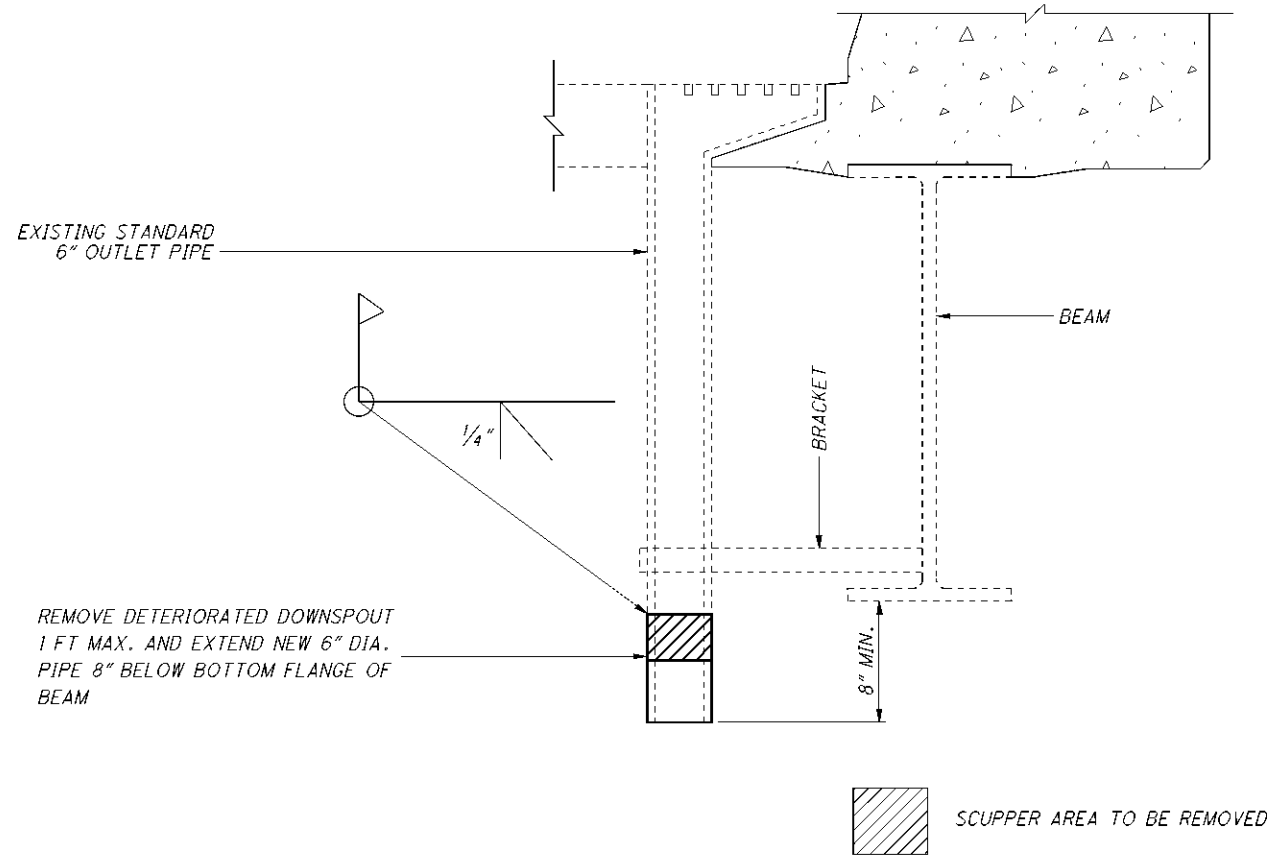 EXISTING STANDARD
6" OUTLET PIPE
BEAM
BRACKET
1/4"
REMOVE DETERIORATED DOWNSPOUT
1 FT MAX. AND EXTEND NEW 6" DIA.
PIPE 8" BELOW BOTTOM FLANGE OF
BEAM
8" MIN.
SCUPPER AREA TO BE REMOVED